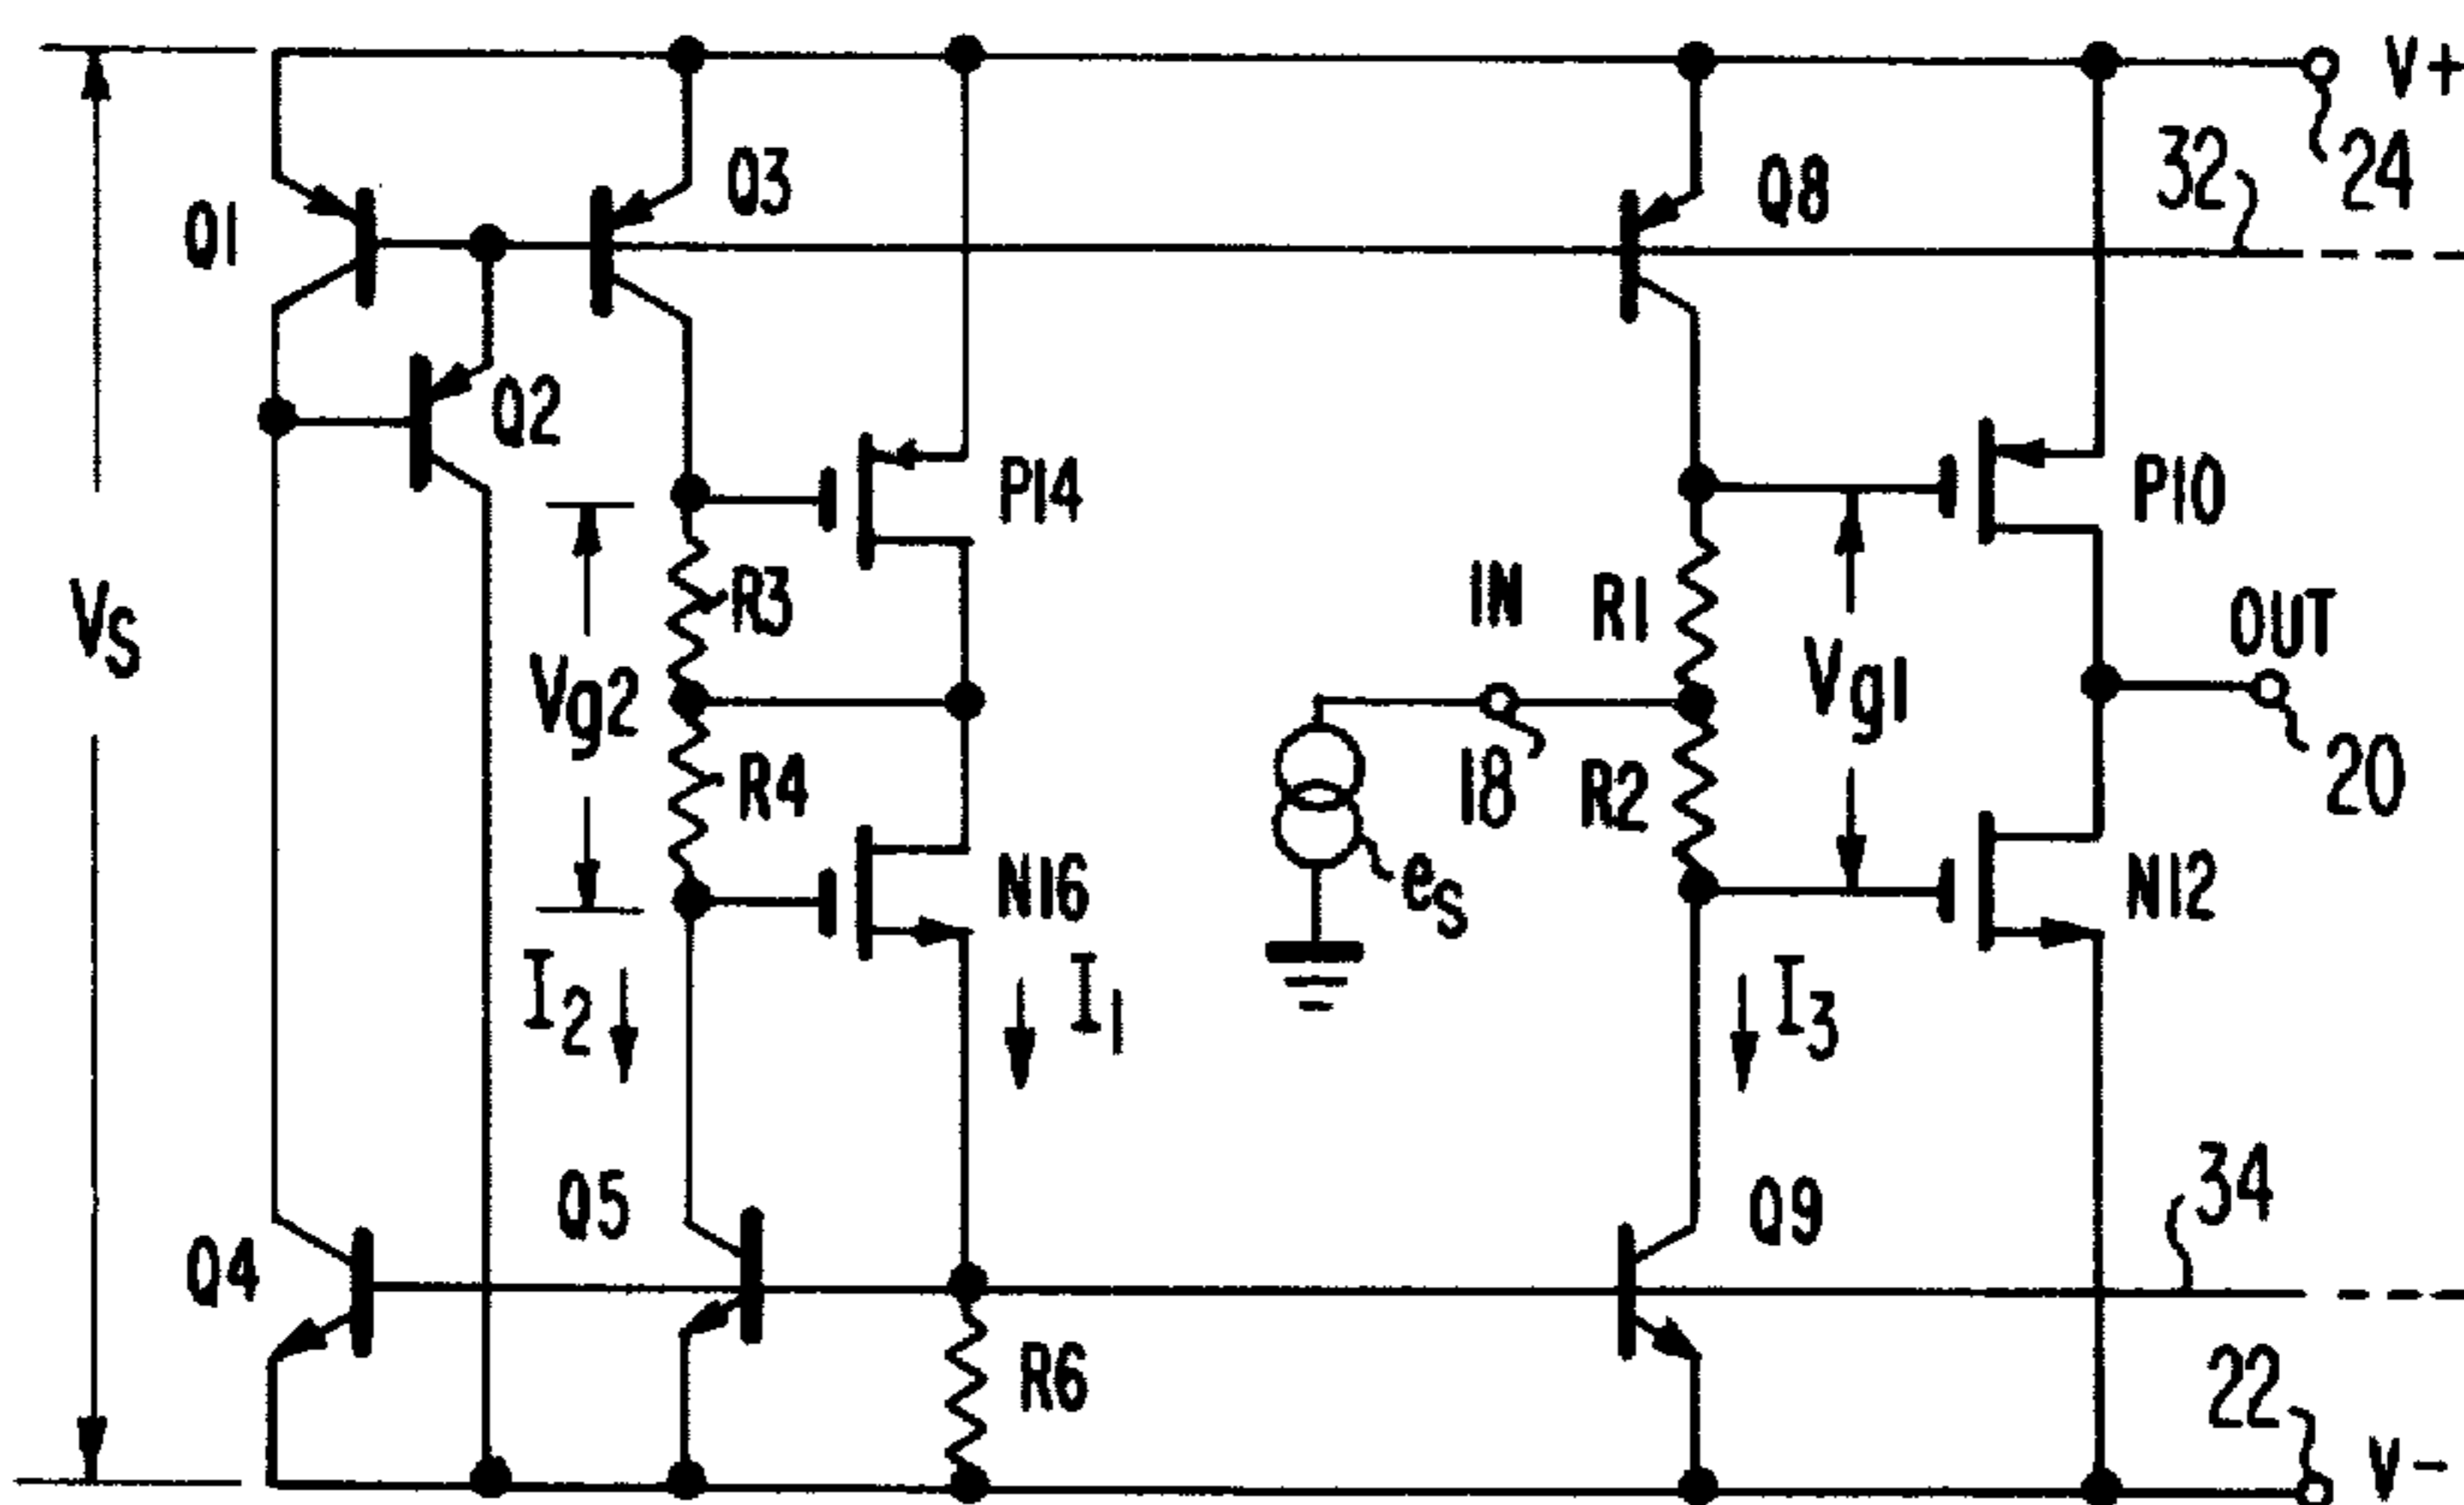 V+
24
32
Q1
Q3
Q8
Q2
P14
P10
VS
R3
IN
R1
OUT
Vg2
Vg1
R4
18
R2
20
eS
N16
N12
I2
I1
I3
Q5
Q9
34
Q4
R6
22
V-